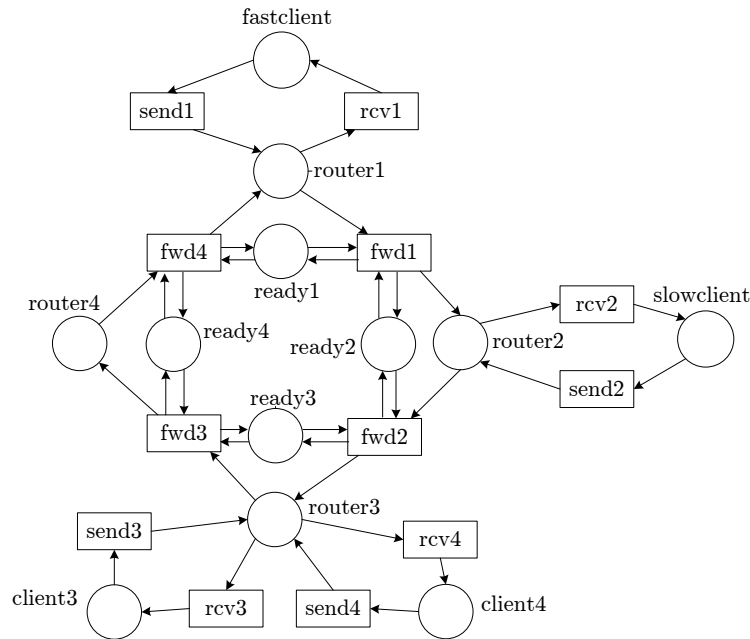 fastclient
send1
rcv1
router1
fwd4
fwd1
ready1
router4
ready4
ready2
router2
rcv2
slowclient
send2
ready3
fwd3
fwd2
router3
send3
rcv4
client3
rcv3
send4
client4